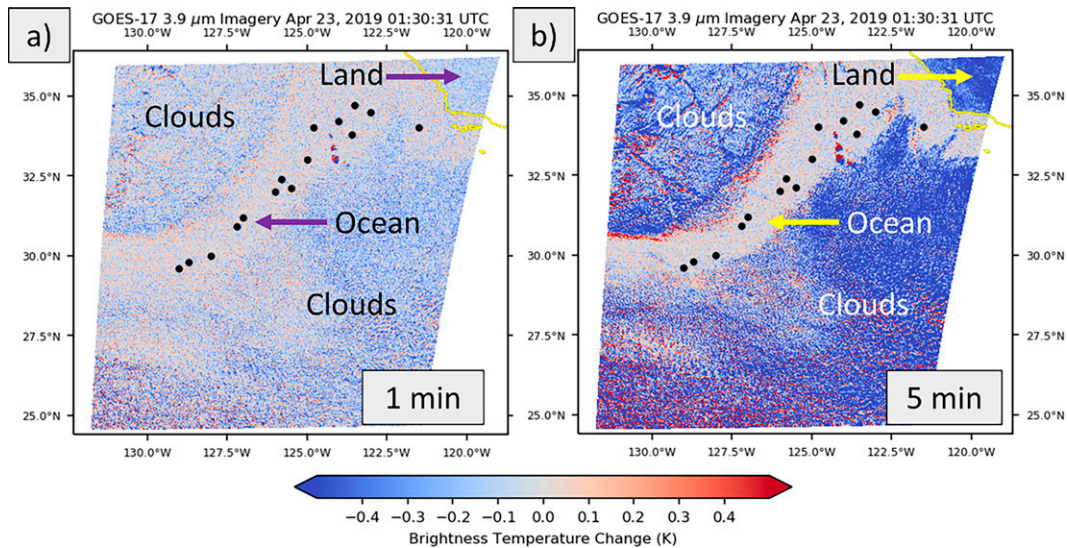 a)
GOES-17 3.9 μm Imagery Apr 23, 2019 01:30:31 UTC
130.0°W 127.5°W 125.0°W 122.5°W 120.0°W
35.0°N
32.5°N
30.0°N
27.5°N
25.0°N
Land
Clouds
Ocean
Clouds
1 min
130.0°W 127.5°W 125.0°W 122.5°W 120.0°W
b)
GOES-17 3.9 μm Imagery Apr 23, 2019 01:30:31 UTC
130.0°W 127.5°W 125.0°W 122.5°W 120.0°W
35.0°N
32.5°N
30.0°N
27.5°N
25.0°N
Land
Clouds
Ocean
Clouds
5 min
130.0°W 127.5°W 125.0°W 122.5°W 120.0°W
−0.4 −0.3 −0.2 −0.1 0.0 0.1 0.2 0.3 0.4
Brightness Temperature Change (K)